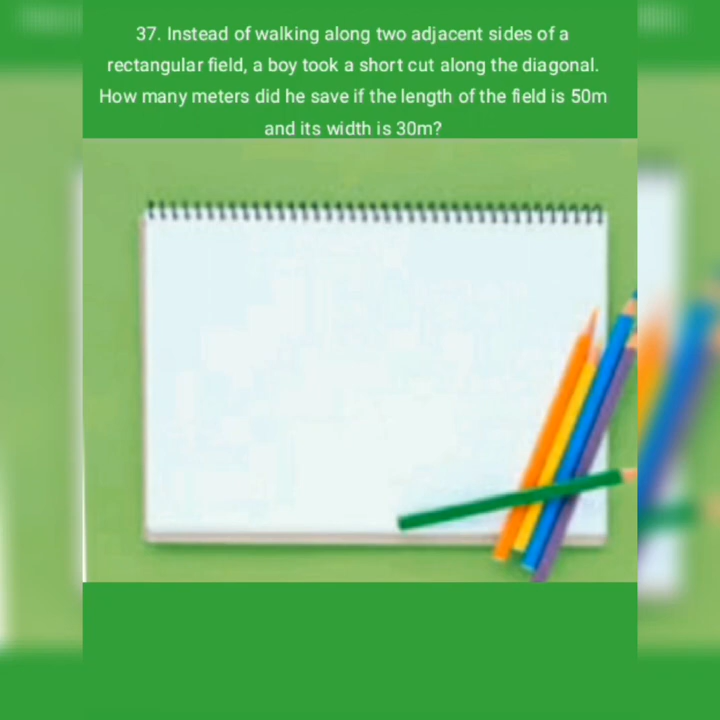 37. Instead of walking along two adjacent sides of a
rectangular field, a boy took a short cut along the diagonal.
How many meters did he save if the length of the field is 50m
and its width is 30m?